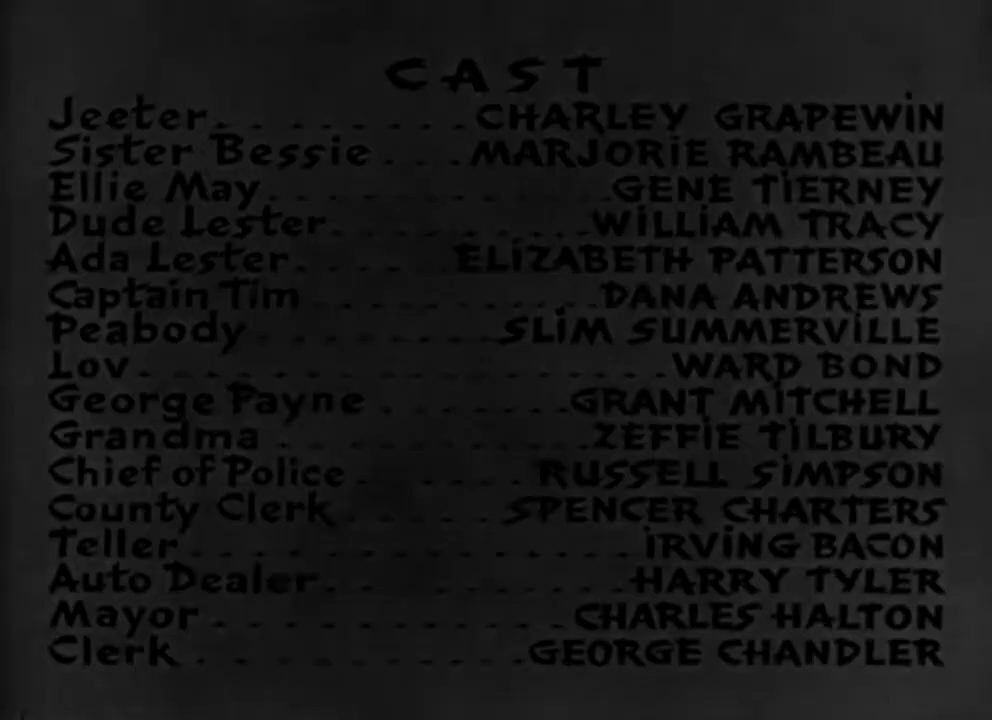 CAST
Jeeter. . . . . . . . .CHARLEY GRAPEWiN
Sister Bessie . . .MARJORiE RAMBEAU
Ellie May. . . . . . . . . . . .GENE TiERNEY
Dude Lester. . . . . . . . .WiLLiAM TRACY
Ada Lester. . . . . ELiZABETH PATTERSON
Captain Tim . . . . . . . . . .DANA ANDREWS
Peabody . . . . . . . . .SLiM SUMMERViLLE
Lov. . . . . . . . . . . . . . . . . . .WARD BOND
George Payne . . . . . . .GRANT MiTCHELL
Grandma . . . . . . . . . . .ZEFFiE TiLBURY
Chief of Police . . . . . . RUSSELL SiMPSON
County Clerk . . . . . .SPENCER CHARTERS
Teller. . . . . . . . . . . . . . . . .iRViNG BACON
Auto Dealer. . . . . . . . . . .HARRY TYLER
Mayor . . . . . . . . . . . . .CHARLES HALTON
Clerk . . . . . . . . . . .GEORGE CHANDLER